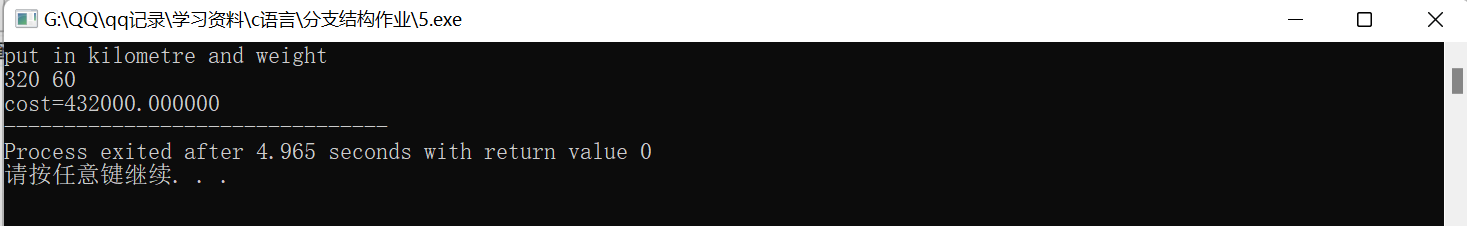 G:\QQ\qq记录\学习资料\c语言\分支结构作业\5.exe
put in kilometre and weight
320 60
cost=432000.000000
--------------------------------
Process exited after 4.965 seconds with return value 0
请按任意键继续. . .